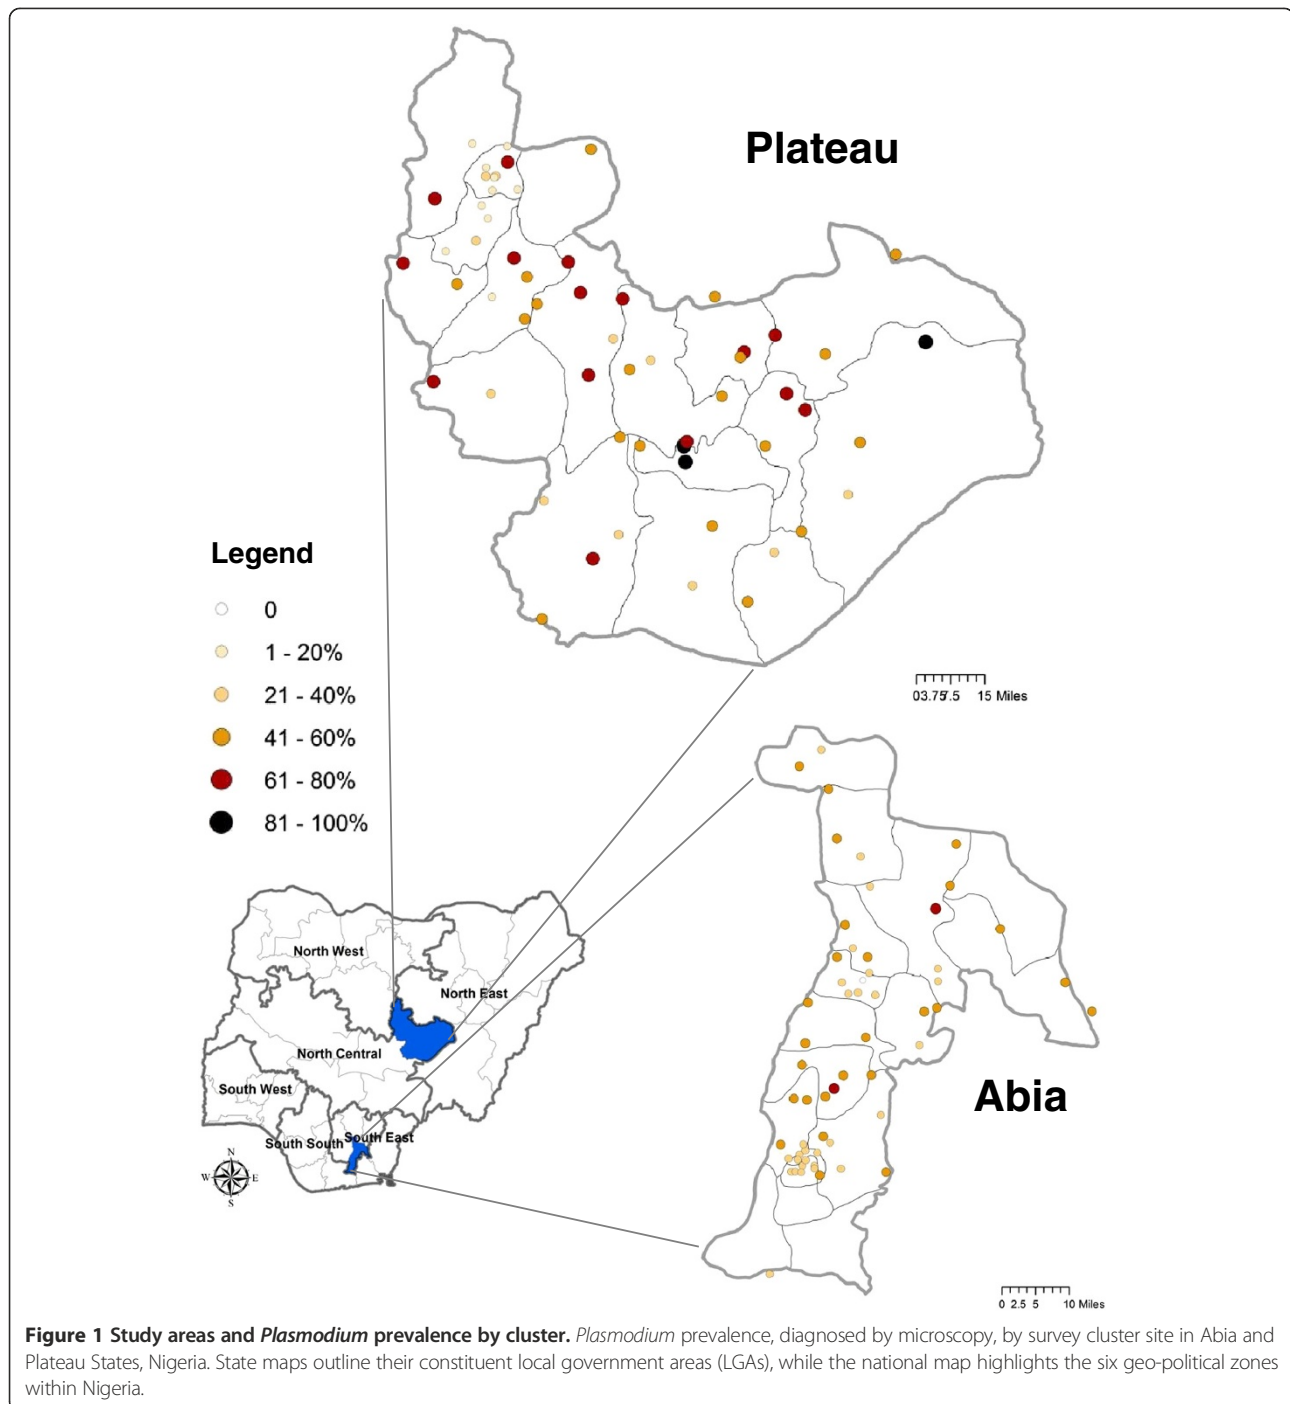 Plateau
Legend
0
1 - 20%
21 - 40%
41 - 60%
61 - 80%
81 - 100%
03.757.5 15 Miles
North West
North East
North Central
South West
South South
South East
N
W E
S
Abia
0 2.5 5 10 Miles
Figure 1 Study areas and Plasmodium prevalence by cluster. Plasmodium prevalence, diagnosed by microscopy, by survey cluster site in Abia and
Plateau States, Nigeria. State maps outline their constituent local government areas (LGAs), while the national map highlights the six geo-political zones
within Nigeria.